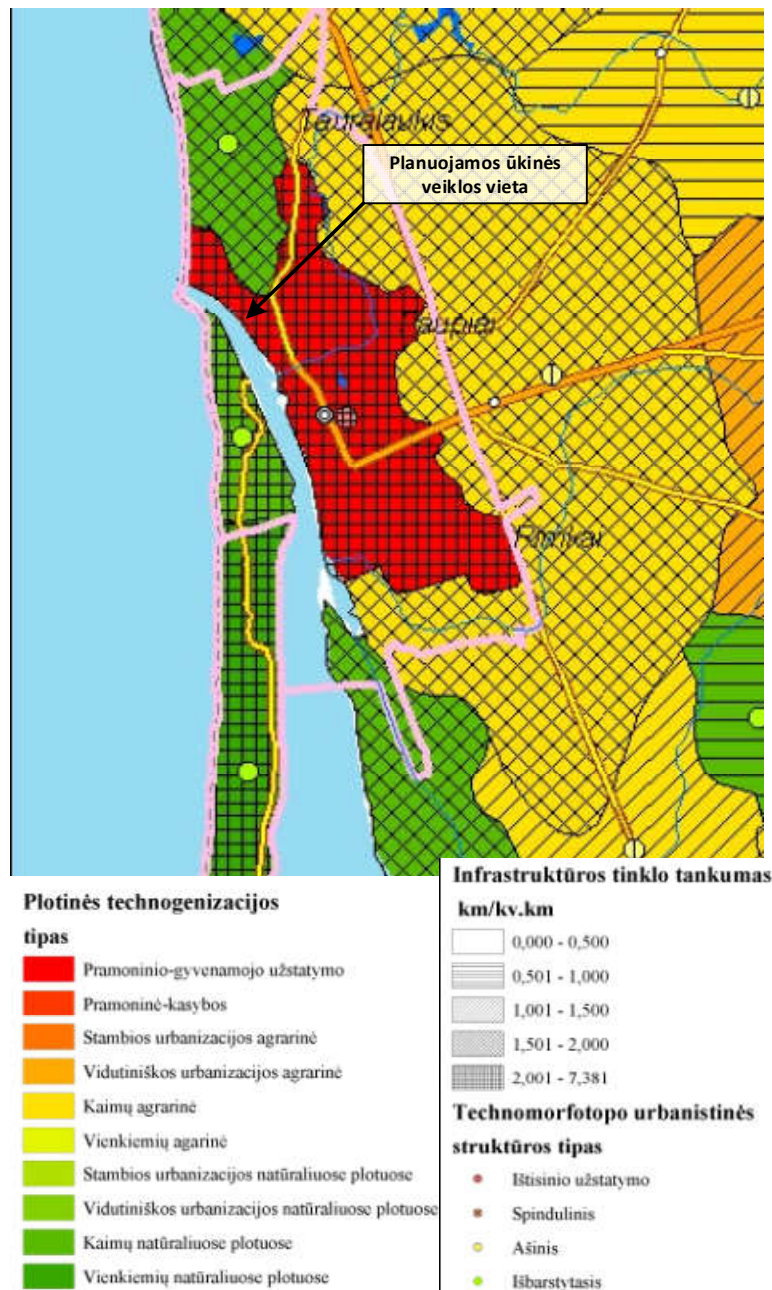 Tauralaukis
Planuojamos ūkinės
veiklos vieta
Rimkai
Plotinės technogenizacijos
tipas
Pramoninio-gyvenamojo užstatymo
Pramoninė-kasybos
Stambios urbanizacijos agrarinė
Vidutiniškos urbanizacijos agrarinė
Kaimų agrarinė
Vienkiemių agarinė
Stambios urbanizacijos natūraliuose plotuose
Vidutiniškos urbanizacijos natūraliuose plotuose
Kaimų natūraliuose plotuose
Vienkiemių natūraliuose plotuose
Infrastruktūros tinklo tankumas
km/kv.km
0,000 - 0,500
0,501 - 1,000
1,001 - 1,500
1,501 - 2,000
2,001 - 7,381
Technomorfotopo urbanistinės
struktūros tipas
Ištisinio užstatymo
Spindulinis
Ašinis
Išbarstytasis